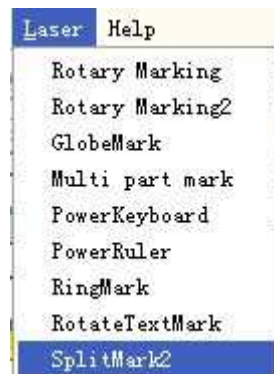 Laser Help
Rotary Marking
Rotary Marking2
GlobeMark
Multi part mark
PowerKeyboard
PowerRuler
RingMark
RotateTextMark
SplitMark2